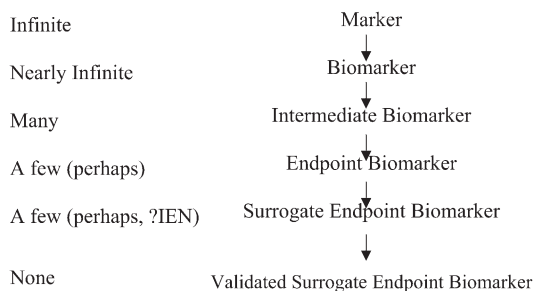 Infinite Marker
Nearly Infinite Biomarker
Many Intermediate Biomarker
A few (perhaps) Endpoint Biomarker
A few (perhaps, ?IEN) Surrogate Endpoint Biomarker
None Validated Surrogate Endpoint Biomarker